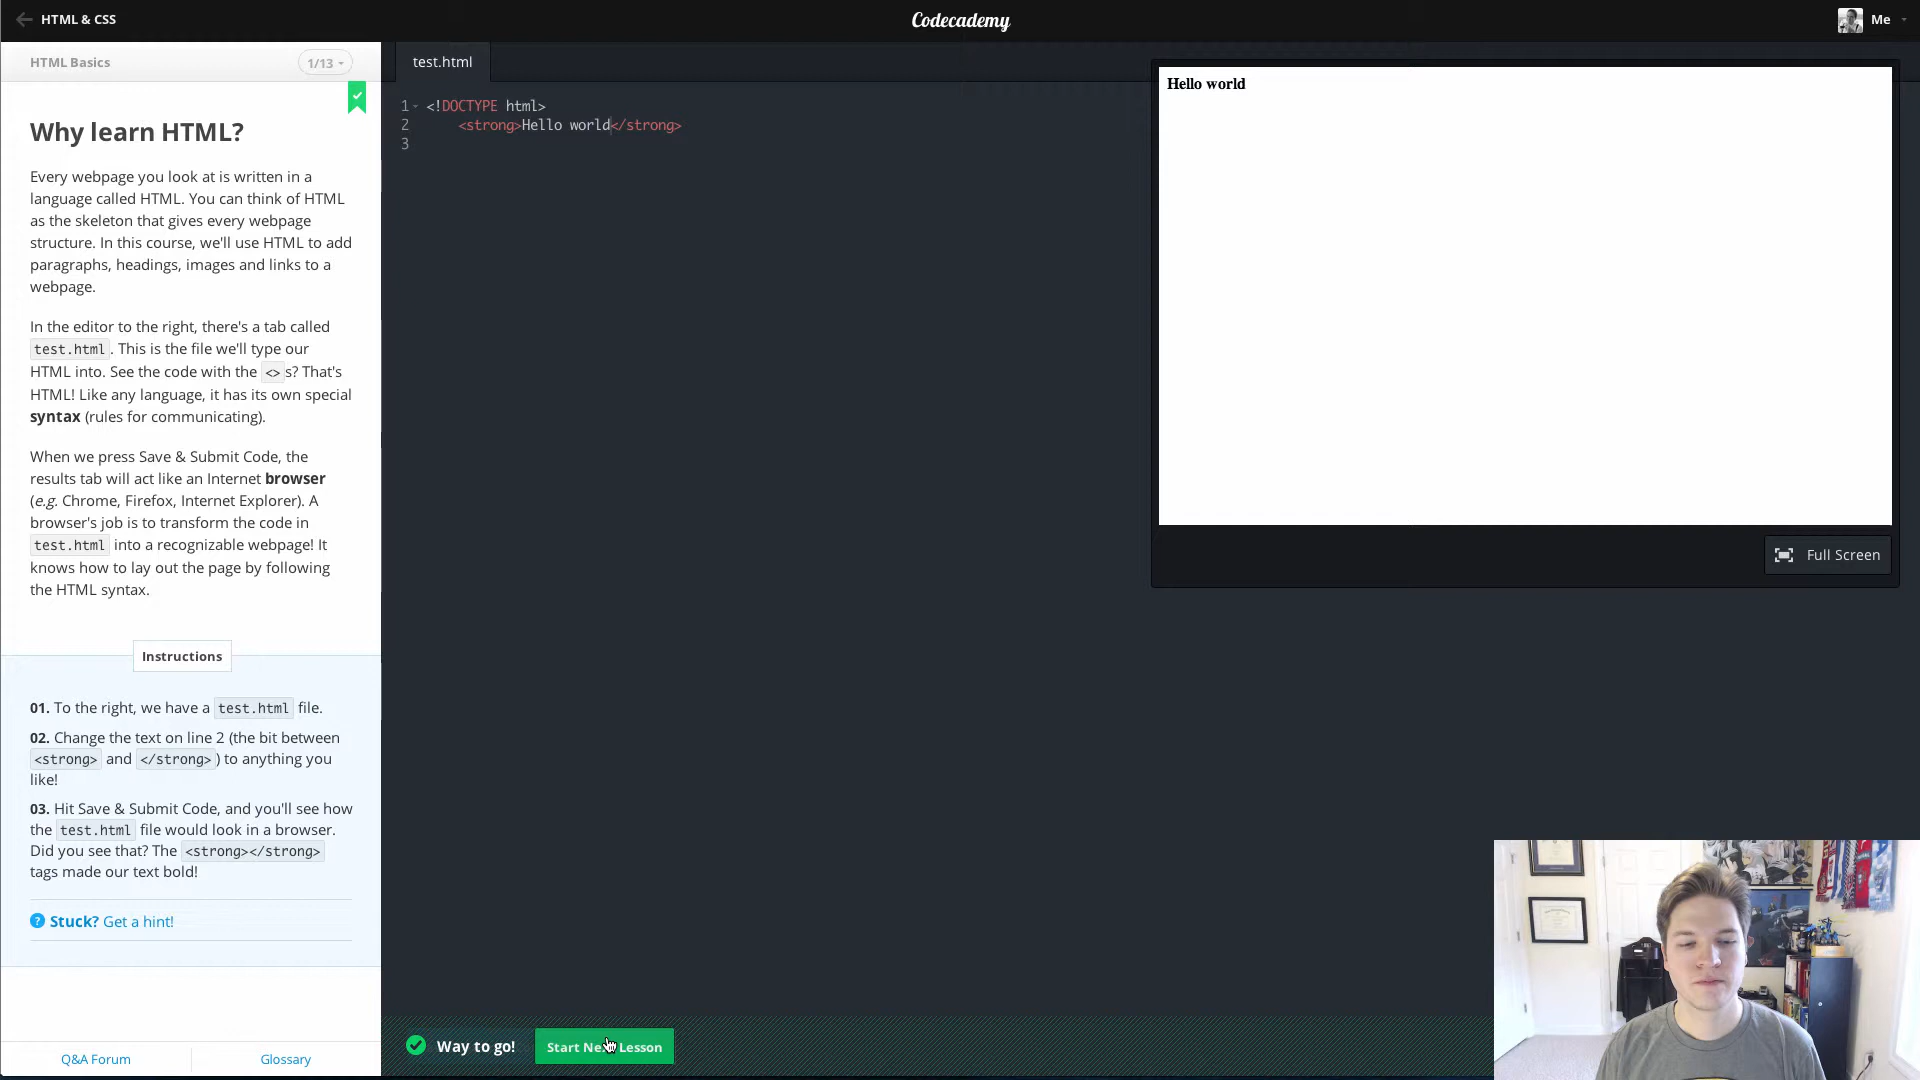 HTML & CSS
Codecademy
Me
HTML Basics
1/13
test.html
Why learn HTML?
Every webpage you look at is written in a
language called HTML. You can think of HTML
as the skeleton that gives every webpage
structure. In this course, we'll use HTML to add
paragraphs, headings, images and links to a
webpage.
In the editor to the right, there's a tab called
test.html. This is the file we'll type our
HTML into. See the code with the <>s? That's
HTML! Like any language, it has its own special
syntax (rules for communicating).
When we press Save & Submit Code, the
results tab will act like an Internet browser
(e.g. Chrome, Firefox, Internet Explorer). A
browser's job is to transform the code in
test.html into a recognizable webpage! It
knows how to lay out the page by following
the HTML syntax.
Instructions
01. To the right, we have a test.html file.
02. Change the text on line 2 (the bit between
<strong> and </strong>) to anything you
like!
03. Hit Save & Submit Code, and you'll see how
the test.html file would look in a browser.
Did you see that? The <strong></strong>
tags made our text bold!
? Stuck? Get a hint!
Q&A Forum
Glossary
1 <!DOCTYPE html>
2 <strong>Hello world</strong>
3
Hello world
Full Screen
Way to go!
Start Next Lesson